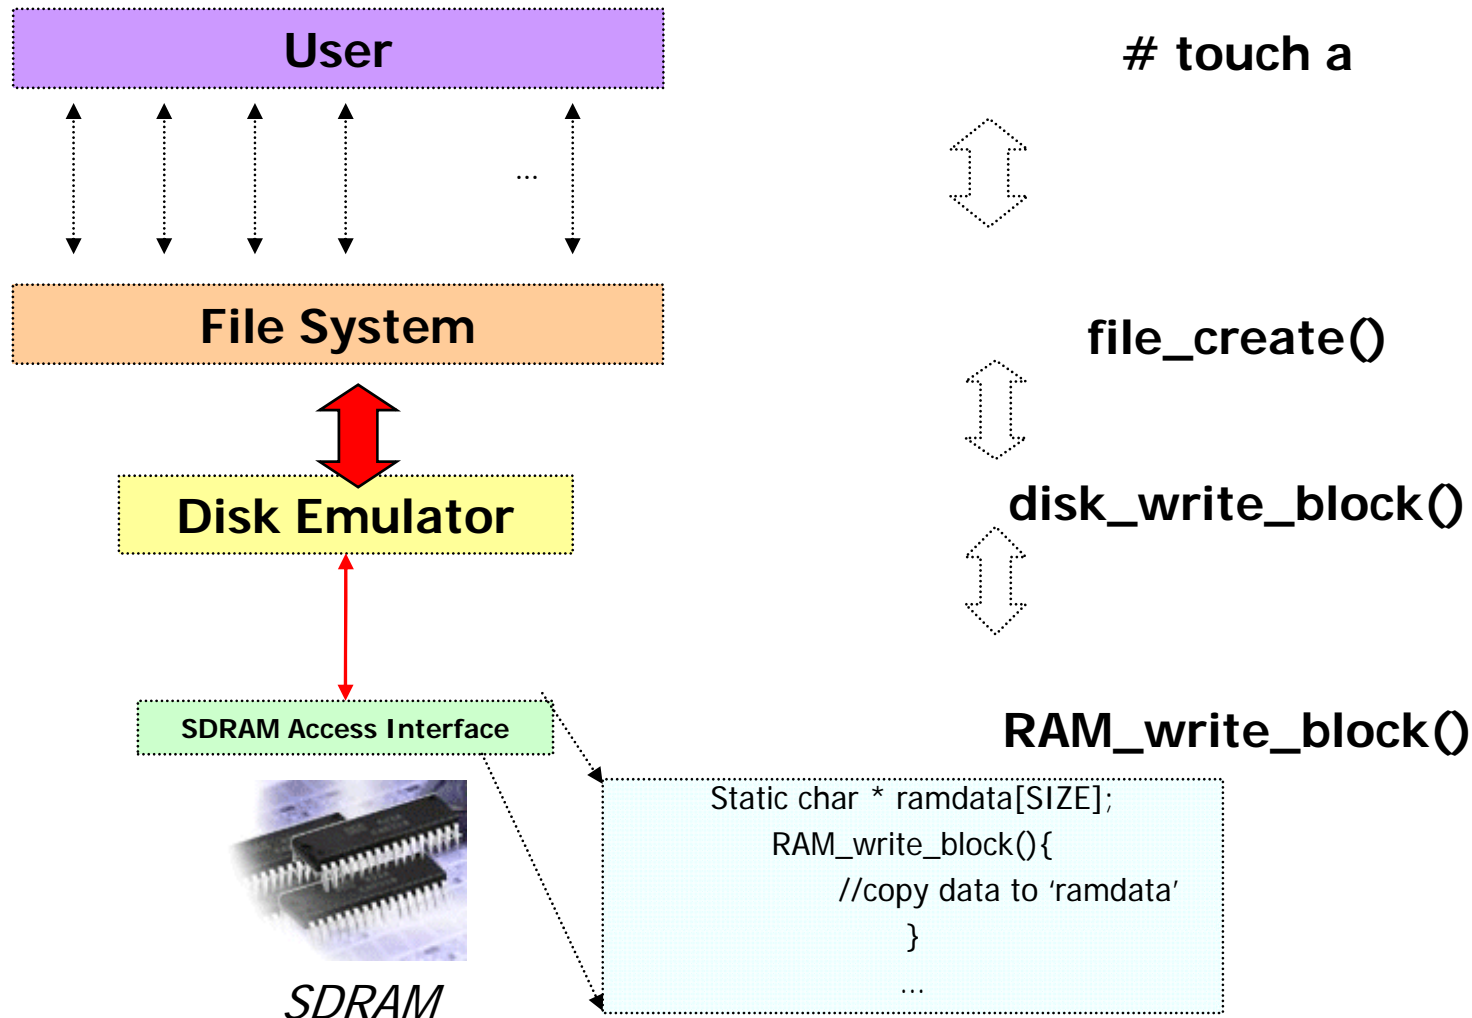 User
# touch a
...
File System
file_create()
Disk Emulator
disk_write_block()
SDRAM Access Interface
RAM_write_block()
Static char * ramdata[SIZE];
RAM_write_block(){
//copy data to ‘ramdata’
}
...
SDRAM